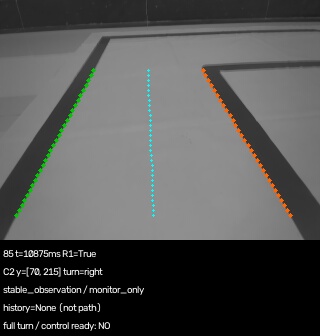 85 t=10875ms R1=True
C2 y=[70, 215] turn=right
stable_observation / monitor_only
history=None (not path)
full turn / control ready: NO